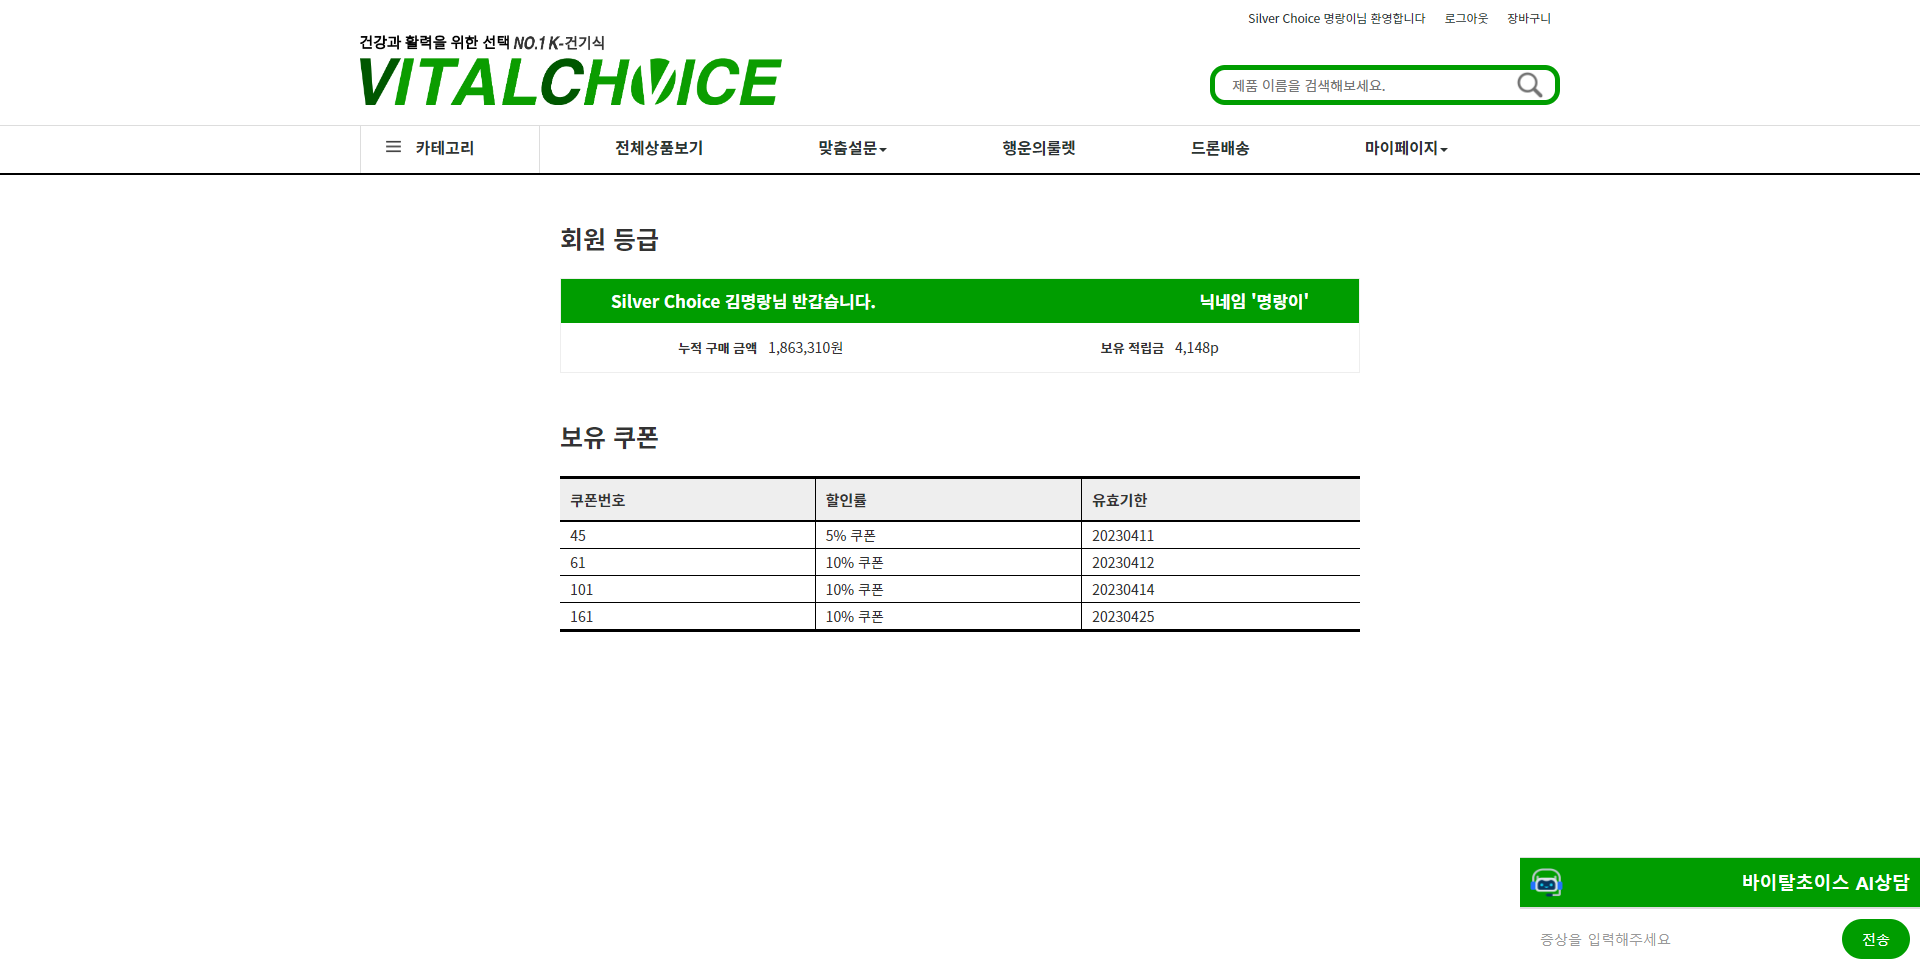 Silver Choice 명랑이님 환영합니다 로그아웃 장바구니
건강과 활력을 위한 선택 NO.1 K-건기식
VITALCHOICE
제품 이름을 검색해보세요.
카테고리 전체상품보기 맞춤설문 행운의룰렛 드론배송 마이페이지
회원 등급
Silver Choice 김명랑님 반갑습니다. 닉네임 '명랑이'
누적 구매 금액 1,863,310원 보유 적립금 4,148p
보유 쿠폰
쿠폰번호 할인률 유효기한
45 5% 쿠폰 20230411
61 10% 쿠폰 20230412
101 10% 쿠폰 20230414
161 10% 쿠폰 20230425
바이탈초이스 AI상담
증상을 입력해주세요 전송